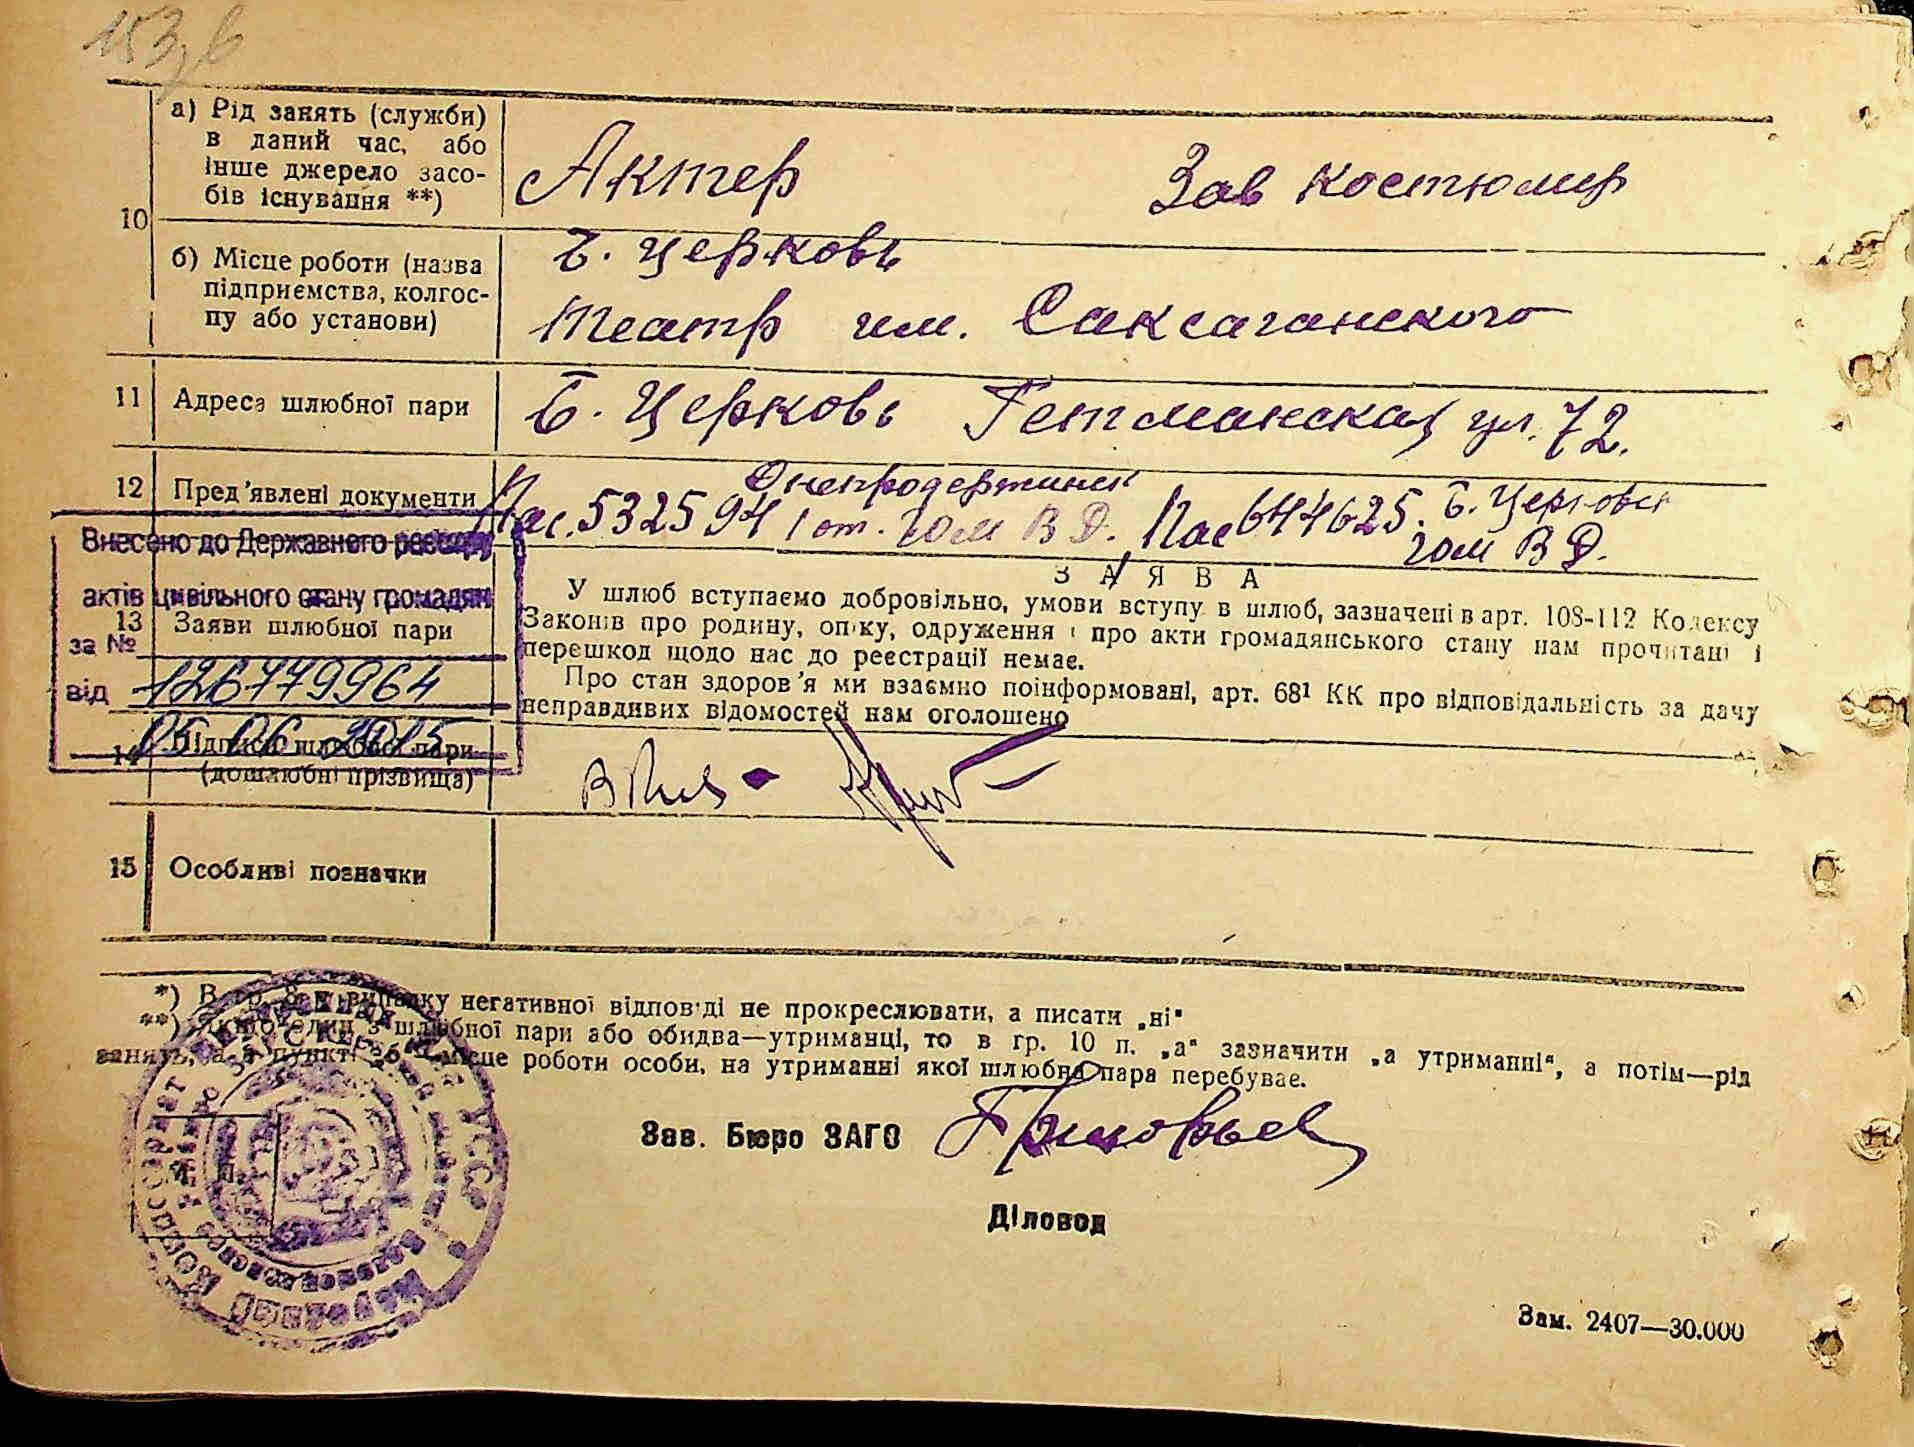 153 в
10
а) Рід занять (служби)
в даний час, або
інше джерело засо-
бів існування **)
Актер
Зав костюмир
б) Місце роботи (назва
підприємства, колгос-
пу або установи)
Б. Церковь
Театр им. Саксаганского
11
Адреса шлюбної пари
Б. Церковь Гетманская ул. 72.
12
Пред'явлені документи
Днепродержинск
Пас. 532594 1 от. ГОМ В Д. Пас 644625. Б. Церковск
ГОМ В Д.
Внесено до Державного реєстру
актів цивільного стану громадян
за №
126779964
від
05 06 2015
13
Заяви шлюбної пари
ЗАЯВА
У шлюб вступаємо добровільно, умови вступу в шлюб, зазначені в арт. 108-112 Кодексу
Законів про родину, опіку, одруження і про акти громадянського стану нам прочитані і
перешкод щодо нас до реєстрації немає.
Про стан здоров'я ми взаємно поінформовані, арт. 68¹ КК про відповідальність за дачу
неправдивих відомостей нам оголошено
14
Підписи шлюбної пари
(дошлюбні прізвища)
15
Особливі позначки
*) В гр. 8 у випадку негативної відповіді не прокреслювати, а писати „ні"
**) Якщо один з шлюбної пари або обидва—утриманці, то в гр. 10 п. „а" зазначити „а утриманні", а потім—рід
занять, а в пункті „б" місце роботи особи, на утриманні якої шлюбна пара перебуває.
Зав. Бюро ЗАГС
Діловод
Зам. 2407—30.000